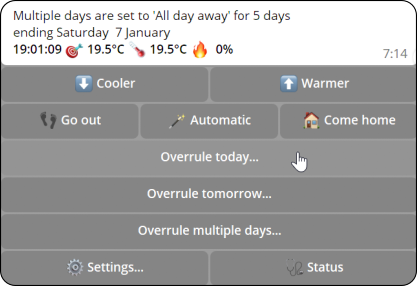 Multiple days are set to 'All day away' for 5 days
ending Saturday 7 January
19:01:09 🎯 19.5°C 🌡️ 19.5°C 🔥 0%
7:14
⬇️ Cooler
⬆️ Warmer
👣 Go out
🪄 Automatic
🏠 Come home
Overrule today...
Overrule tomorrow...
Overrule multiple days...
⚙️ Settings...
🩺 Status